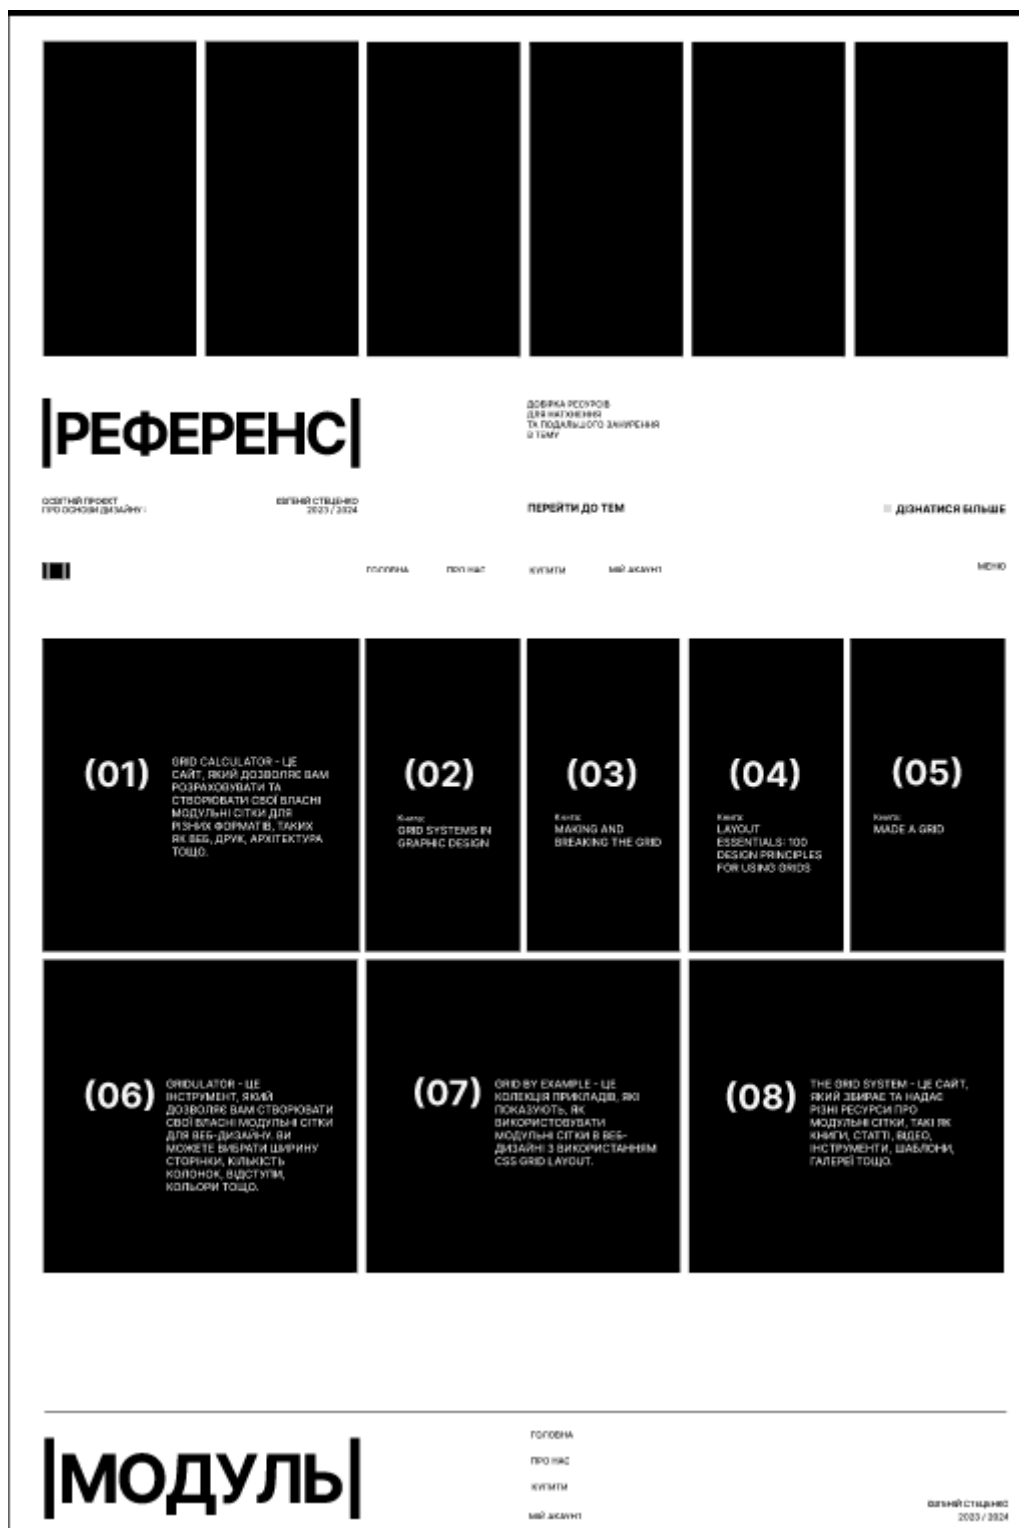 |РЕФЕРЕНС|
ДОБІРКА РЕСУРСІВ
ДЛЯ НАТХНЕННЯ
ТА ПОДАЛЬШОГО ЗАНУРЕННЯ
В ТЕМУ
ОСВІТНІЙ ПРОЄКТ
ПРО ОСНОВИ ДИЗАЙНУ:
ЄВГЕНІЙ СТЕЦЕНКО
2023 / 2024
ПЕРЕЙТИ ДО ТЕМ
ДІЗНАТИСЯ БІЛЬШЕ
ГОЛОВНА
ПРО НАС
КУПИТИ
МІЙ АКАУНТ
МЕНЮ
(01)
GRID CALCULATOR - ЦЕ
САЙТ, ЯКИЙ ДОЗВОЛЯЄ ВАМ
РОЗРАХОВУВАТИ ТА
СТВОРЮВАТИ СВОЇ ВЛАСНІ
МОДУЛЬНІ СІТКИ ДЛЯ
РІЗНИХ ФОРМАТІВ, ТАКИХ
ЯК ВЕБ, ДРУК, АРХІТЕКТУРА
ТОЩО.
(02)
Книга:
GRID SYSTEMS IN
GRAPHIC DESIGN
(03)
Книга:
MAKING AND
BREAKING THE GRID
(04)
Книга:
LAYOUT
ESSENTIALS: 100
DESIGN PRINCIPLES
FOR USING GRIDS
(05)
Книга:
MADE A GRID
(06)
GRIDULATOR - ЦЕ
ІНСТРУМЕНТ, ЯКИЙ
ДОЗВОЛЯЄ ВАМ СТВОРЮВАТИ
СВОЇ ВЛАСНІ МОДУЛЬНІ СІТКИ
ДЛЯ ВЕБ-ДИЗАЙНУ. ВИ
МОЖЕТЕ ВИБРАТИ ШИРИНУ
СТОРІНКИ, КІЛЬКІСТЬ
КОЛОНОК, ВІДСТУПИ,
КОЛЬОРИ ТОЩО.
(07)
GRID BY EXAMPLE - ЦЕ
КОЛЕКЦІЯ ПРИКЛАДІВ, ЯКІ
ПОКАЗУЮТЬ, ЯК
ВИКОРИСТОВУВАТИ
МОДУЛЬНІ СІТКИ В ВЕБ-
ДИЗАЙНІ З ВИКОРИСТАННЯМ
CSS GRID LAYOUT.
(08)
THE GRID SYSTEM - ЦЕ САЙТ,
ЯКИЙ ЗБИРАЄ ТА НАДАЄ
РІЗНІ РЕСУРСИ ПРО
МОДУЛЬНІ СІТКИ, ТАКІ ЯК
КНИГИ, СТАТТІ, ВІДЕО,
ІНСТРУМЕНТИ, ШАБЛОНИ,
ГАЛЕРЕЇ ТОЩО.
|МОДУЛЬ|
ГОЛОВНА
ПРО НАС
КУПИТИ
МІЙ АКАУНТ
ЄВГЕНІЙ СТЕЦЕНКО
2023 / 2024